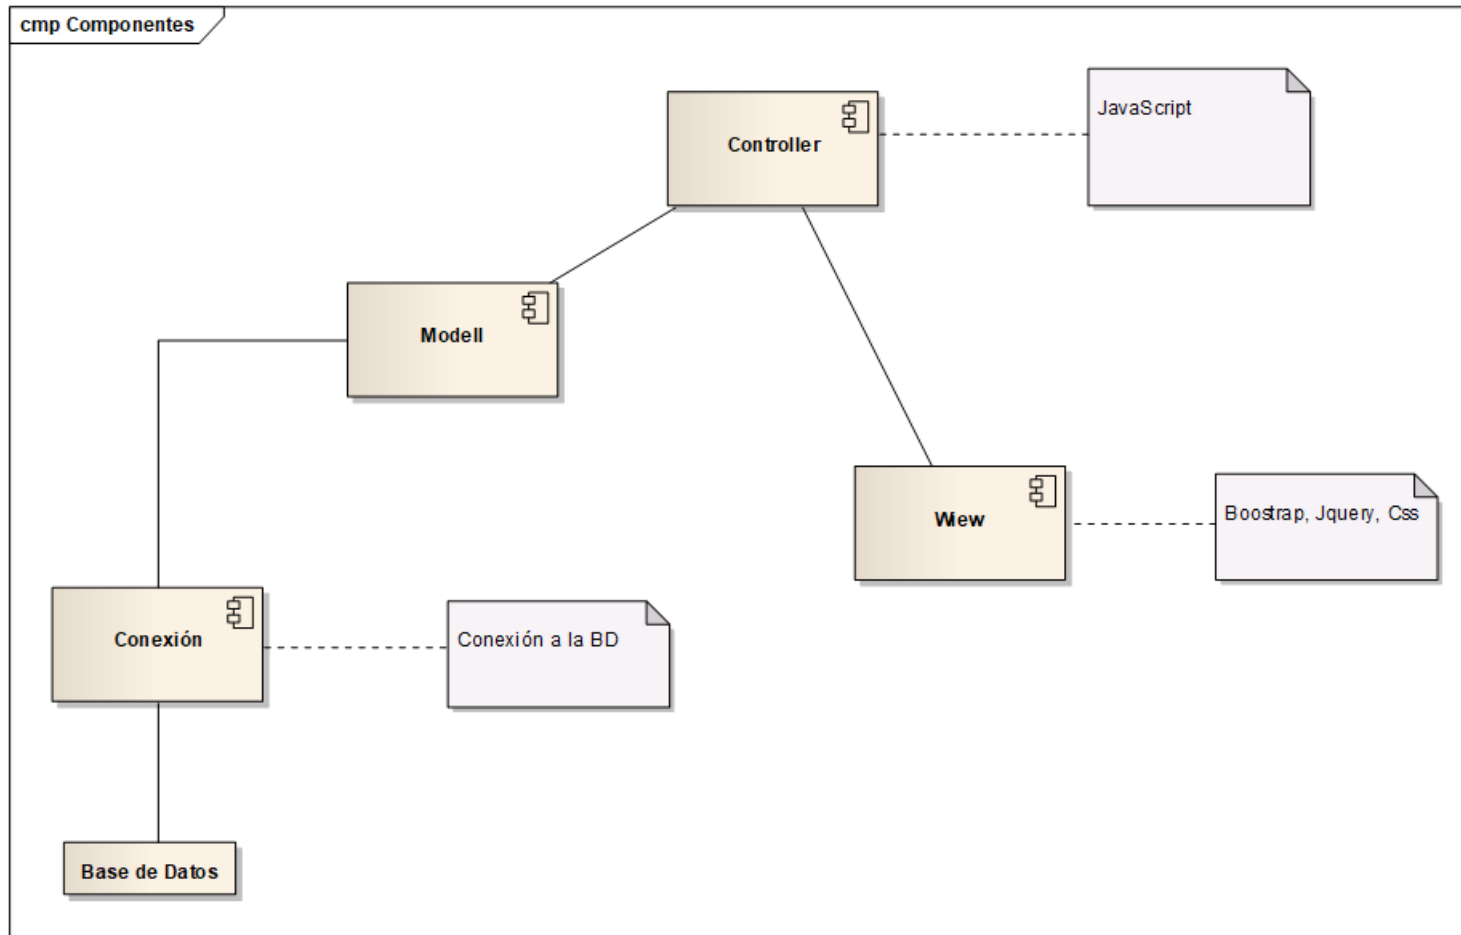 cmp Componentes
Controller
JavaScript
Modell
Wiew
Boostrap, Jquery, Css
Conexión
Conexión a la BD
Base de Datos